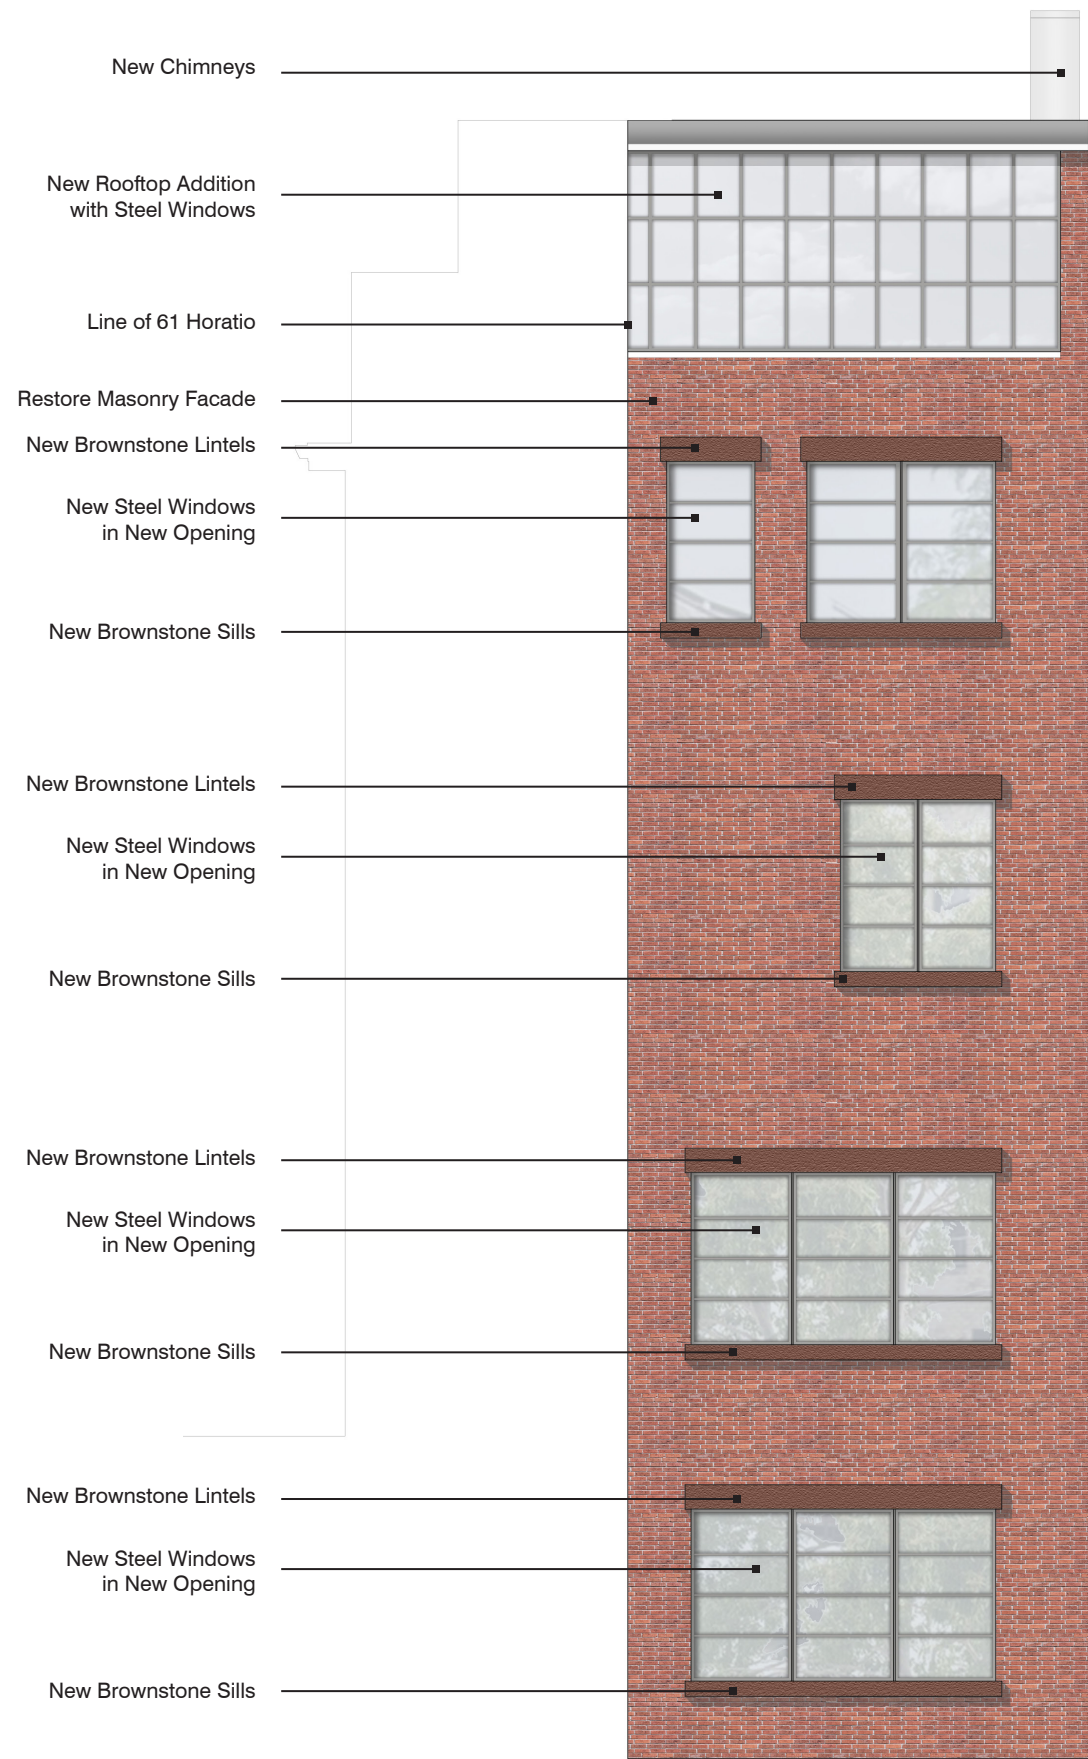 New Chimneys
New Rooftop Addition
with Steel Windows
Line of 61 Horatio
Restore Masonry Facade
New Brownstone Lintels
New Steel Windows
in New Opening
New Brownstone Sills
New Brownstone Lintels
New Steel Windows
in New Opening
New Brownstone Sills
New Brownstone Lintels
New Steel Windows
in New Opening
New Brownstone Sills
New Brownstone Lintels
New Steel Windows
in New Opening
New Brownstone Sills